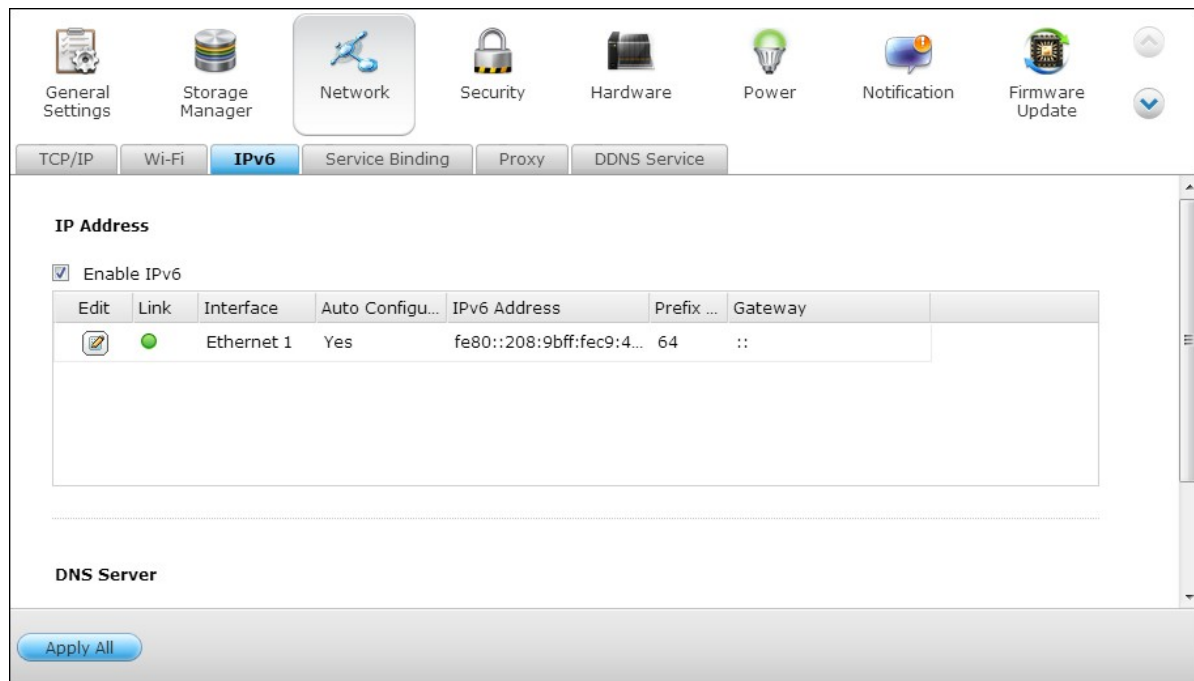 General Settings
Storage Manager
Network
Security
Hardware
Power
Notification
Firmware Update
TCP/IP
Wi-Fi
IPv6
Service Binding
Proxy
DDNS Service
IP Address
Enable IPv6
Edit Link Interface Auto Configu... IPv6 Address Prefix ... Gateway
Ethernet 1 Yes fe80::208:9bff:fec9:4... 64 ::
DNS Server
Apply All